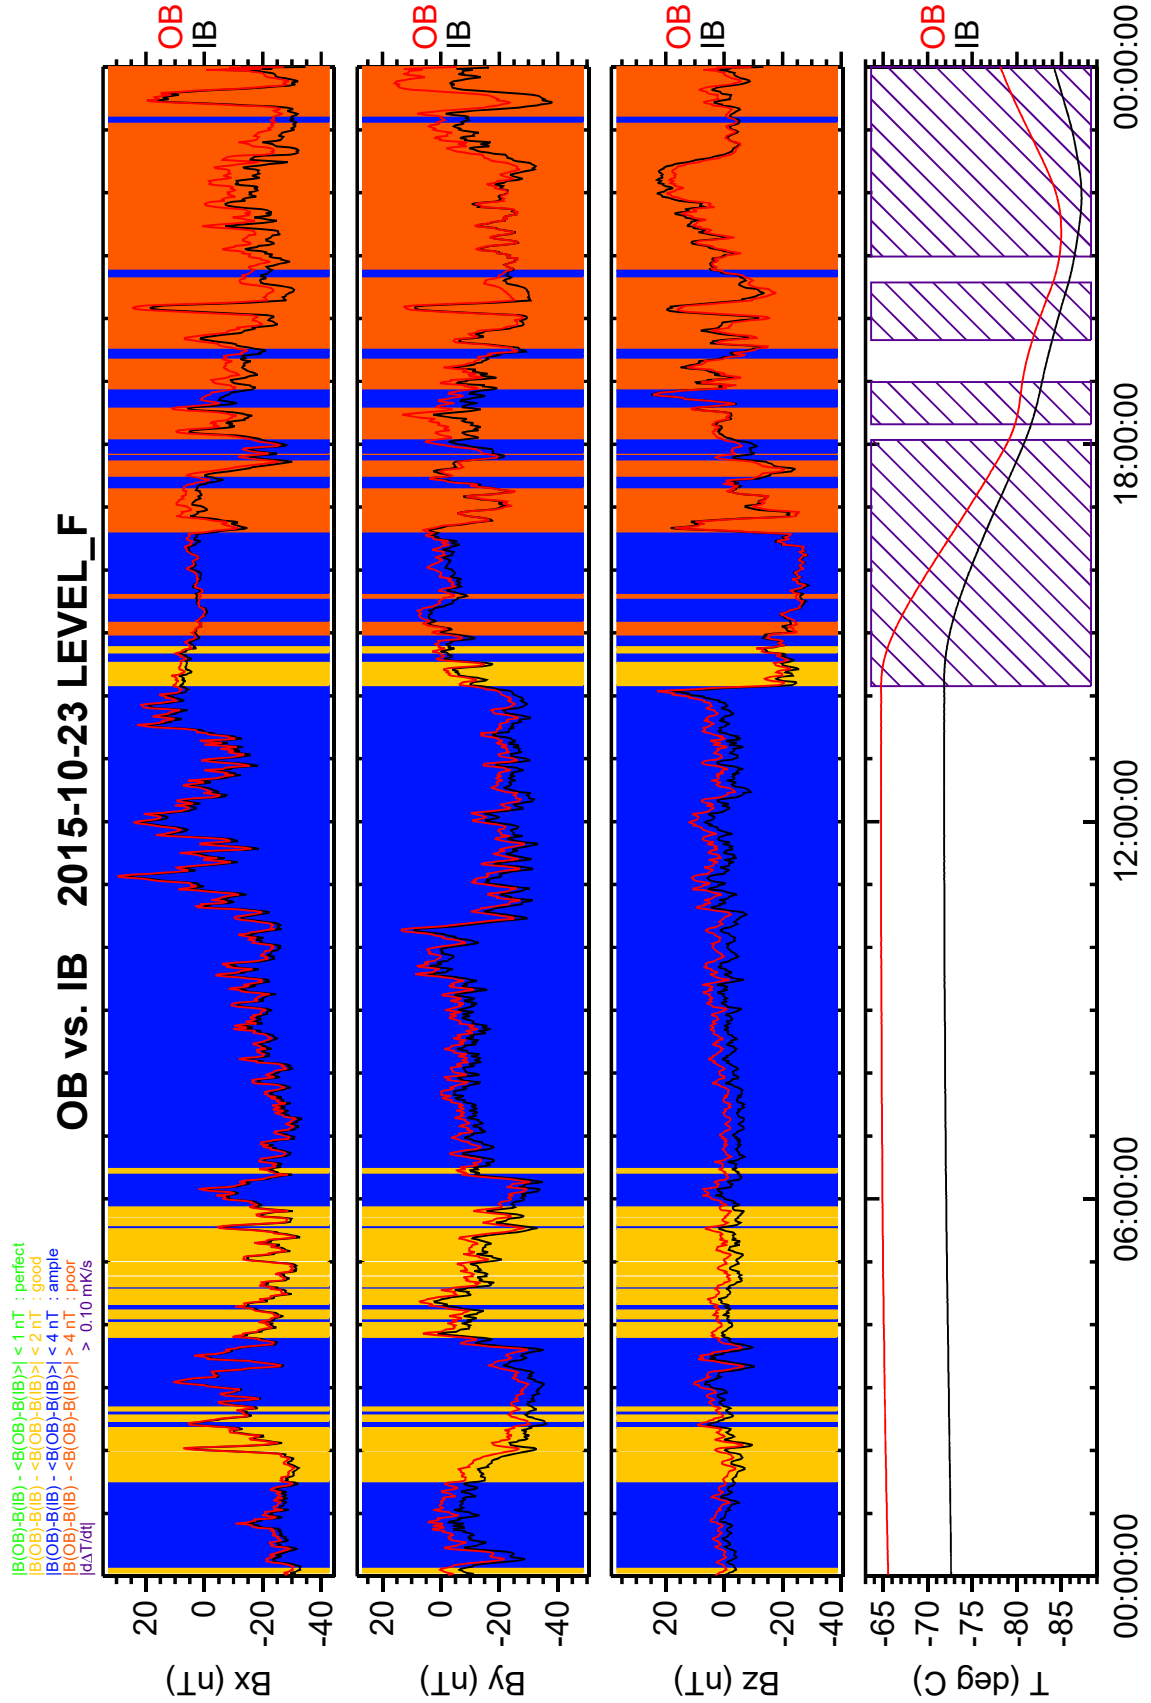 OB vs. IB 2015-10-23 LEVEL_F
|B(OB)-B(IB) - <B(OB)-B(IB)>| < 1 nT : perfect
|B(OB)-B(IB) - <B(OB)-B(IB)>| < 2 nT : good
|B(OB)-B(IB) - <B(OB)-B(IB)>| < 4 nT : ample
|B(OB)-B(IB) - <B(OB)-B(IB)>| > 4 nT : poor
|dΔT/dt| > 0.10 mK/s
Bx (nT)
20
0
-20
-40
OB
IB
By (nT)
20
0
-20
-40
OB
IB
Bz (nT)
20
0
-20
-40
OB
IB
T (deg C)
-65
-70
-75
-80
-85
OB
IB
00:00:00 06:00:00 12:00:00 18:00:00 00:00:00